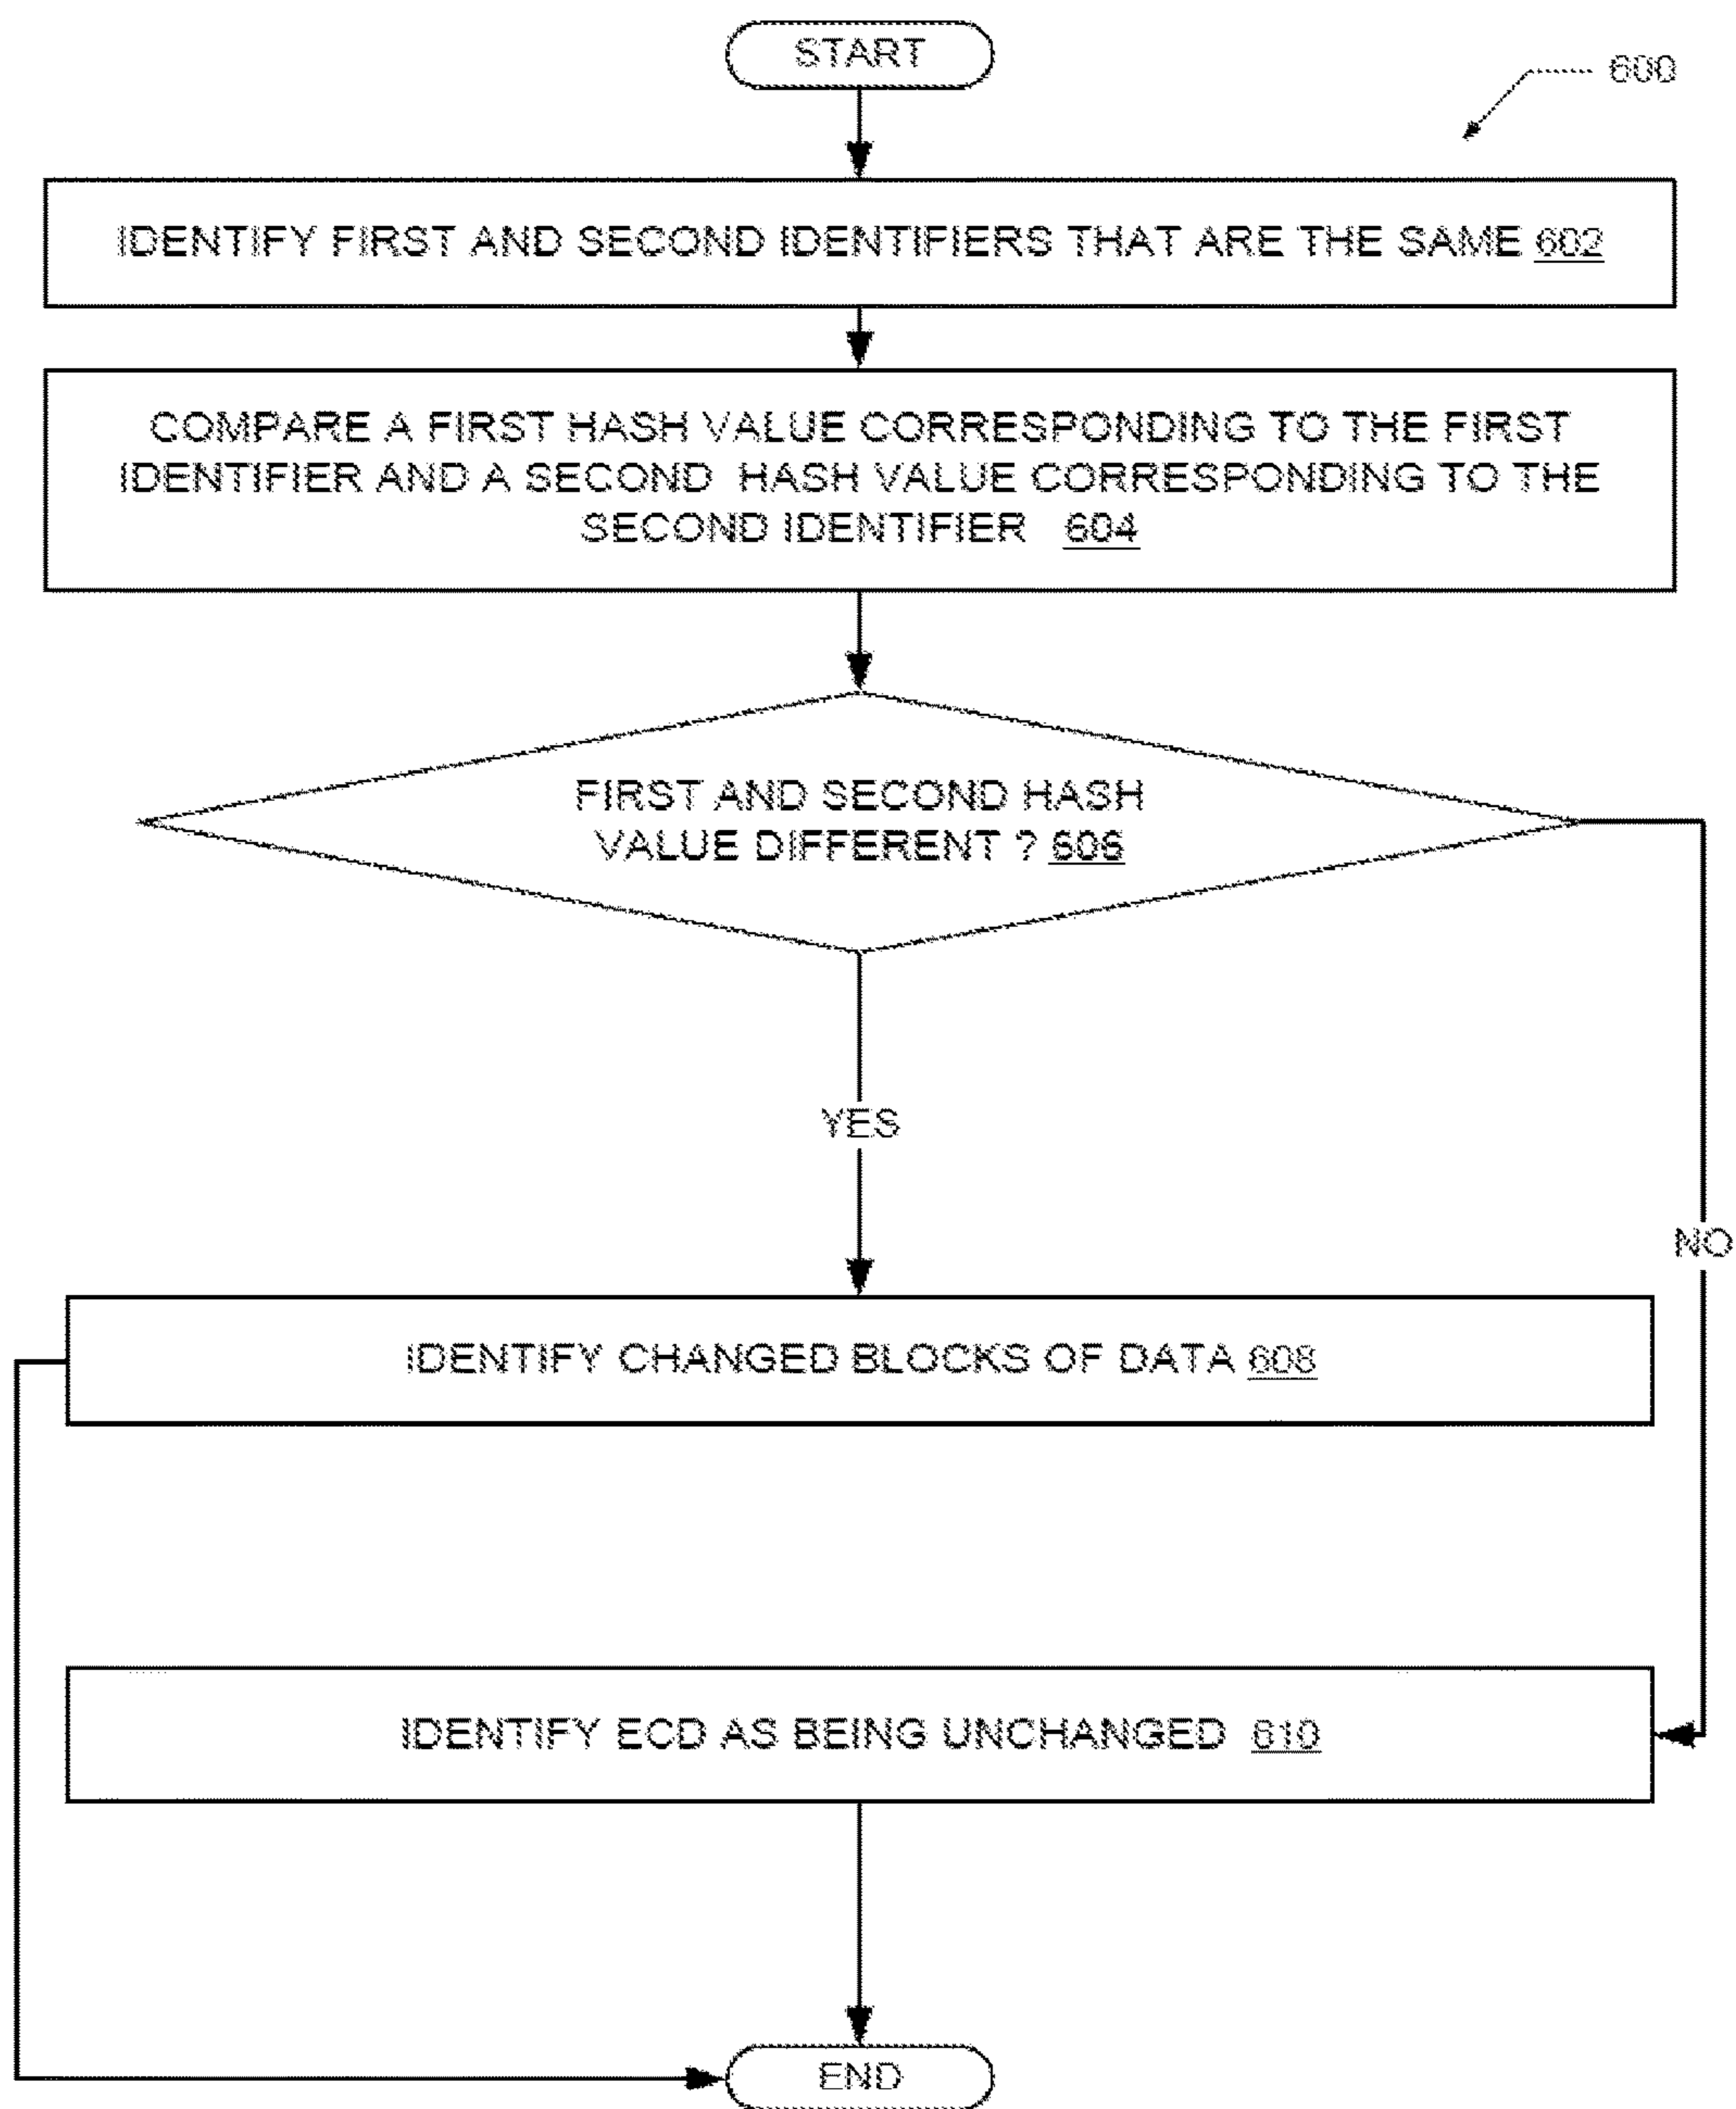 START
600
IDENTIFY FIRST AND SECOND IDENTIFIERS THAT ARE THE SAME 602
COMPARE A FIRST HASH VALUE CORRESPONDING TO THE FIRST
IDENTIFIER AND A SECOND HASH VALUE CORRESPONDING TO THE
SECOND IDENTIFIER 604
FIRST AND SECOND HASH
VALUE DIFFERENT ? 606
YES
NO
IDENTIFY CHANGED BLOCKS OF DATA 608
IDENTIFY ECD AS BEING UNCHANGED 610
END